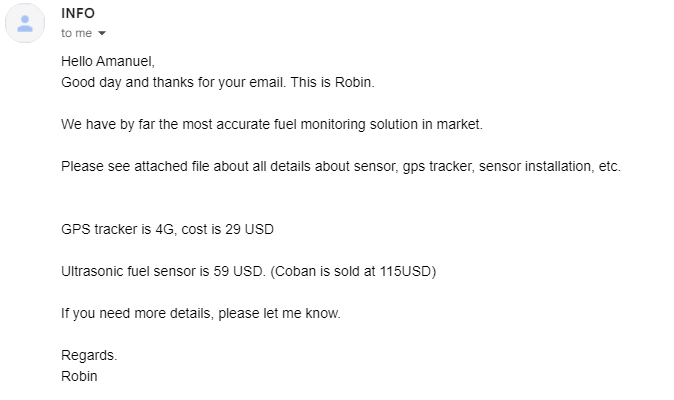 INFO
to me
Hello Amanuel,
Good day and thanks for your email. This is Robin.
We have by far the most accurate fuel monitoring solution in market.
Please see attached file about all details about sensor, gps tracker, sensor installation, etc.
GPS tracker is 4G, cost is 29 USD
Ultrasonic fuel sensor is 59 USD. (Coban is sold at 115USD)
If you need more details, please let me know.
Regards.
Robin